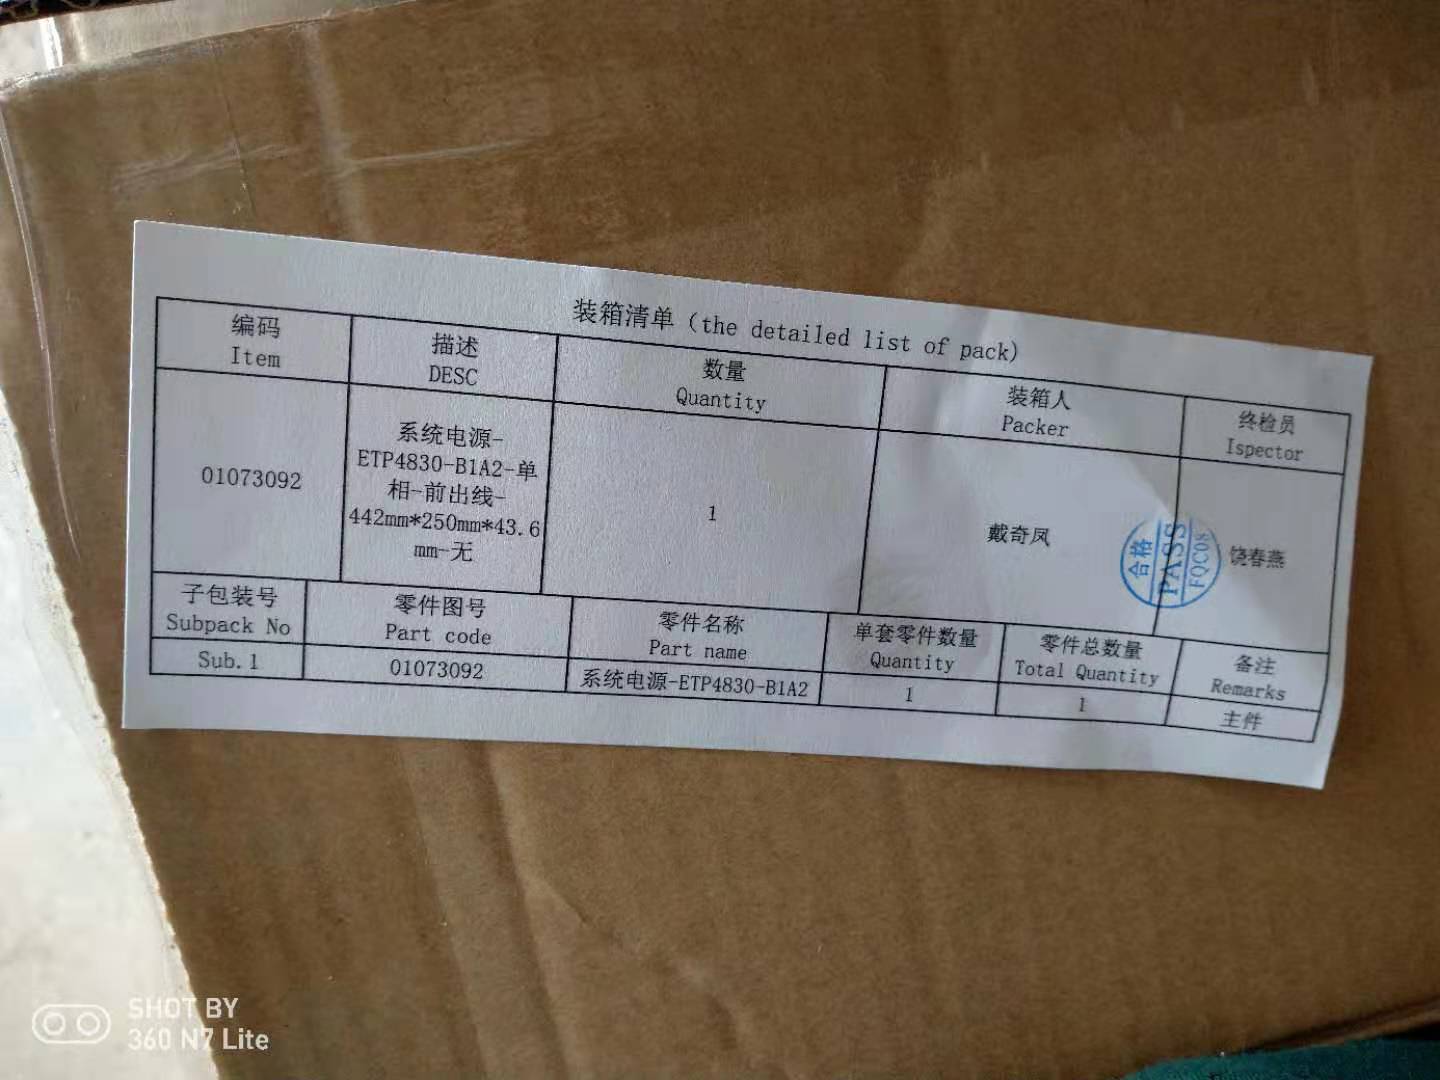 装箱清单（the detailed list of pack）
编码
Item
描述
DESC
数量
Quantity
装箱人
Packer
终检员
Ispector
01073092
系统电源-
ETP4830-B1A2-单
相-前出线-
442mm*250mm*43.6
mm-无
1
戴奇凤
合格
PASS
FQC08
饶春燕
子包装号
Subpack No
零件图号
Part code
零件名称
Part name
单套零件数量
Quantity
零件总数量
Total Quantity
备注
Remarks
Sub.1
01073092
系统电源-ETP4830-B1A2
1
1
主件
SHOT BY
360 N7 Lite